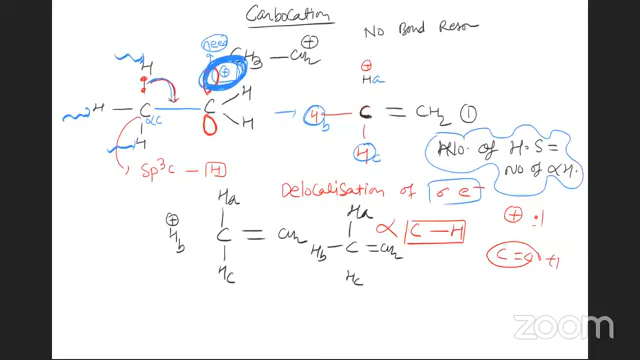 Carbocation
need
CH3 — CH2 ⊕
No Bond Reson
H
⊕
H — C — C
αC
H
H
H
⊕
Ha
Hb — C = CH2 ①
Hc
No. of H.S =
no of αH.
Sp³C – H
Delocalisation of σ e⁻
α C — H
⊕ :1
C = C +1
⊕
Hb
Ha
C = CH2
Hc
Ha
Hb — C = CH2
Hc
zoom